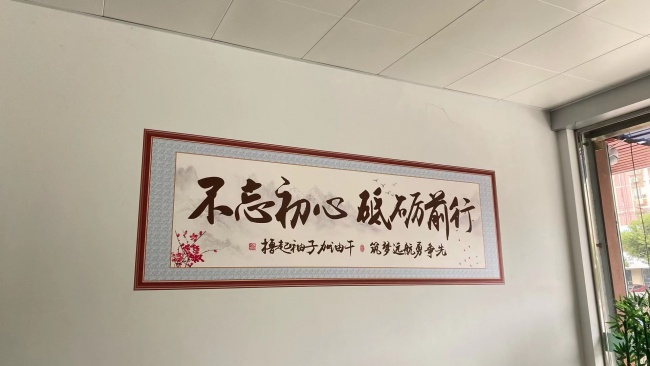 不忘初心 砥砺前行
撸起袖子加油干 筑梦远航勇争先